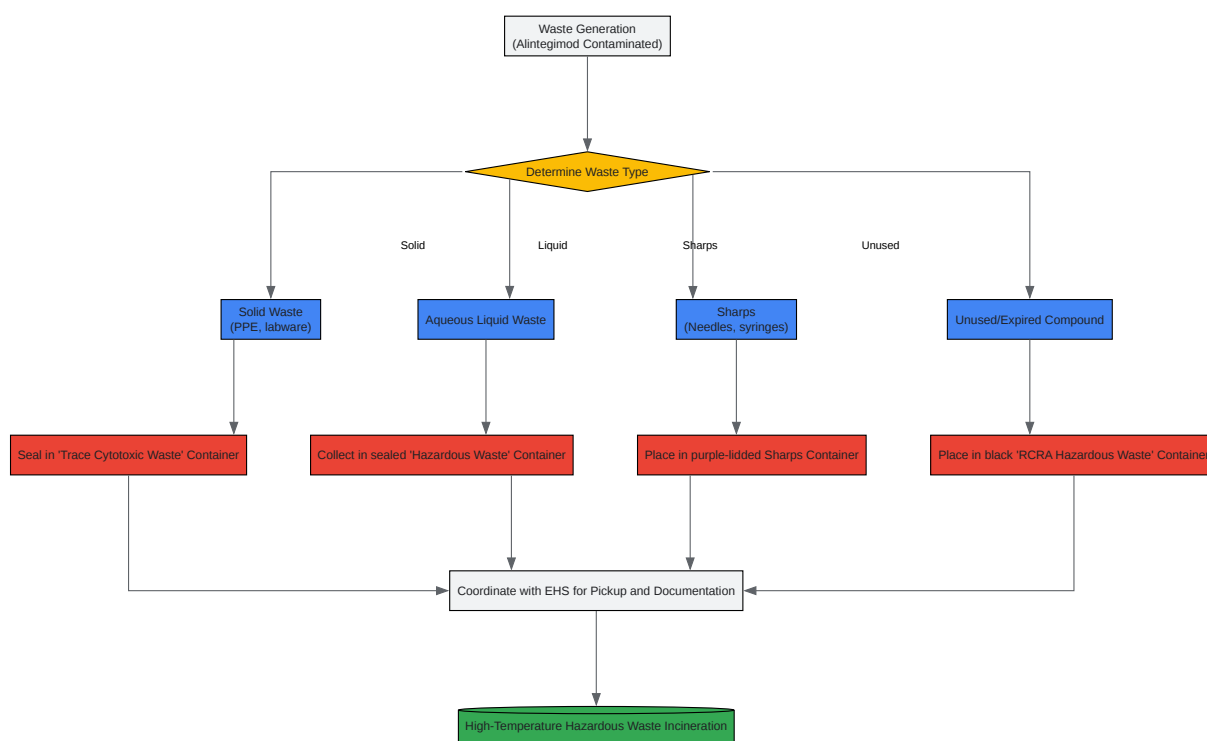 Waste Generation
(Alintegimod Contaminated)
Determine Waste Type
Solid
Liquid
Sharps
Unused
Solid Waste
(PPE, labware)
Aqueous Liquid Waste
Sharps
(Needles, syringes)
Unused/Expired Compound
Seal in 'Trace Cytotoxic Waste' Container
Collect in sealed 'Hazardous Waste' Container
Place in purple-lidded Sharps Container
Place in black 'RCRA Hazardous Waste' Container
Coordinate with EHS for Pickup and Documentation
High-Temperature Hazardous Waste Incineration